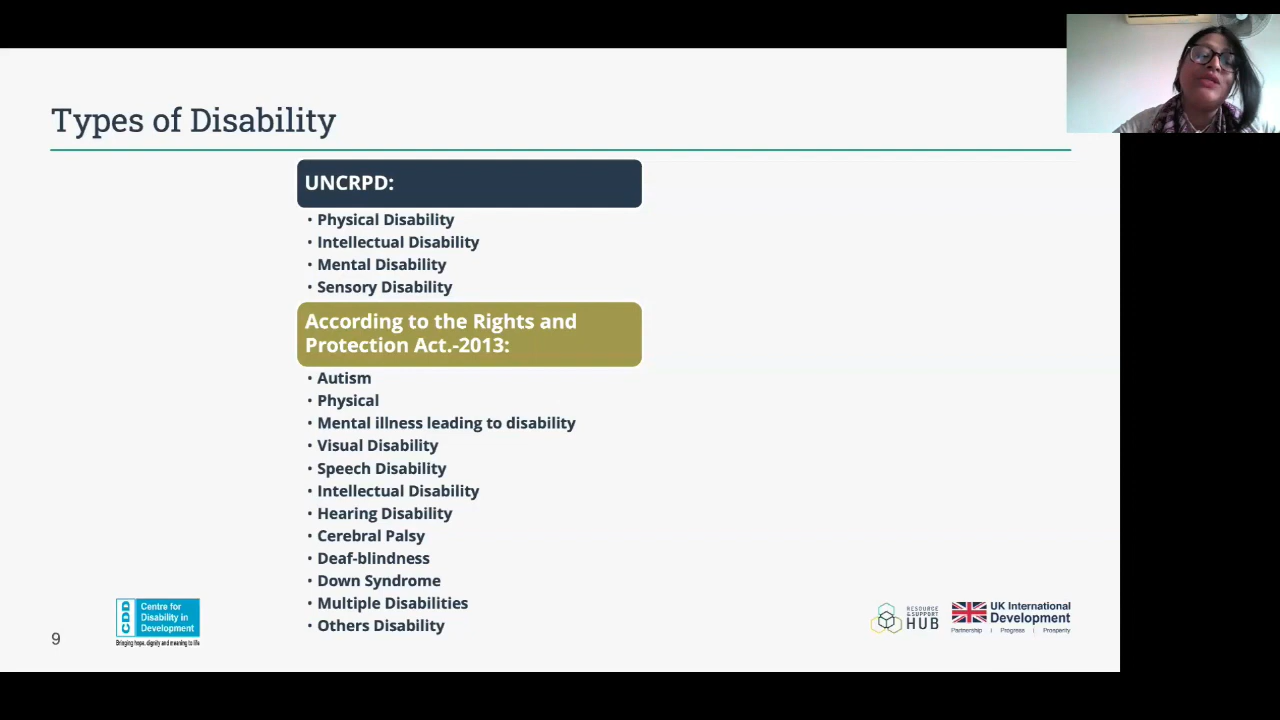 Types of Disability
UNCRPD:
• Physical Disability
• Intellectual Disability
• Mental Disability
• Sensory Disability
According to the Rights and
Protection Act.-2013:
• Autism
• Physical
• Mental illness leading to disability
• Visual Disability
• Speech Disability
• Intellectual Disability
• Hearing Disability
• Cerebral Palsy
• Deaf-blindness
• Down Syndrome
• Multiple Disabilities
• Others Disability
9
CDD
Centre for
Disability in
Development
Bringing hope, dignity and meaning to life
RESOURCE
& SUPPORT
HUB
UK International
Development
Partnership | Progress | Prosperity